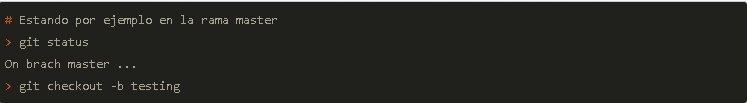 # Estando por ejemplo en la rama master
> git status
On brach master ...
> git checkout -b testing